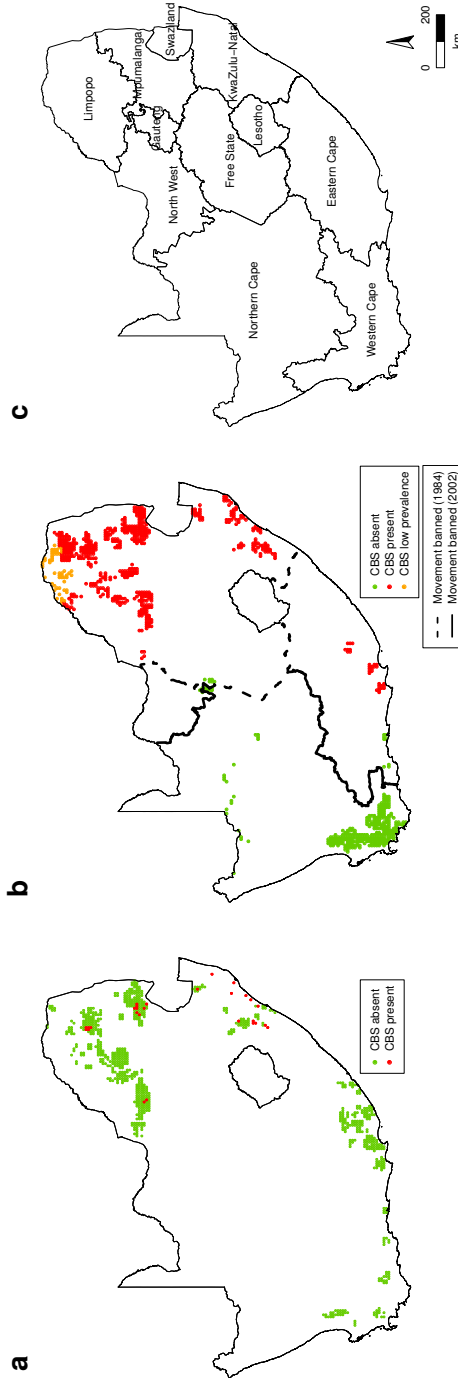 a
CBS absent
CBS present
b
CBS absent
CBS present
CBS low prevalence
Movement banned (1984)
Movement banned (2002)
c
Limpopo
Mpumalanga
Swaziland
Gauteng
North West
KwaZulu−Natal
Free State
Lesotho
Northern Cape
Eastern Cape
Western Cape
0 200
km